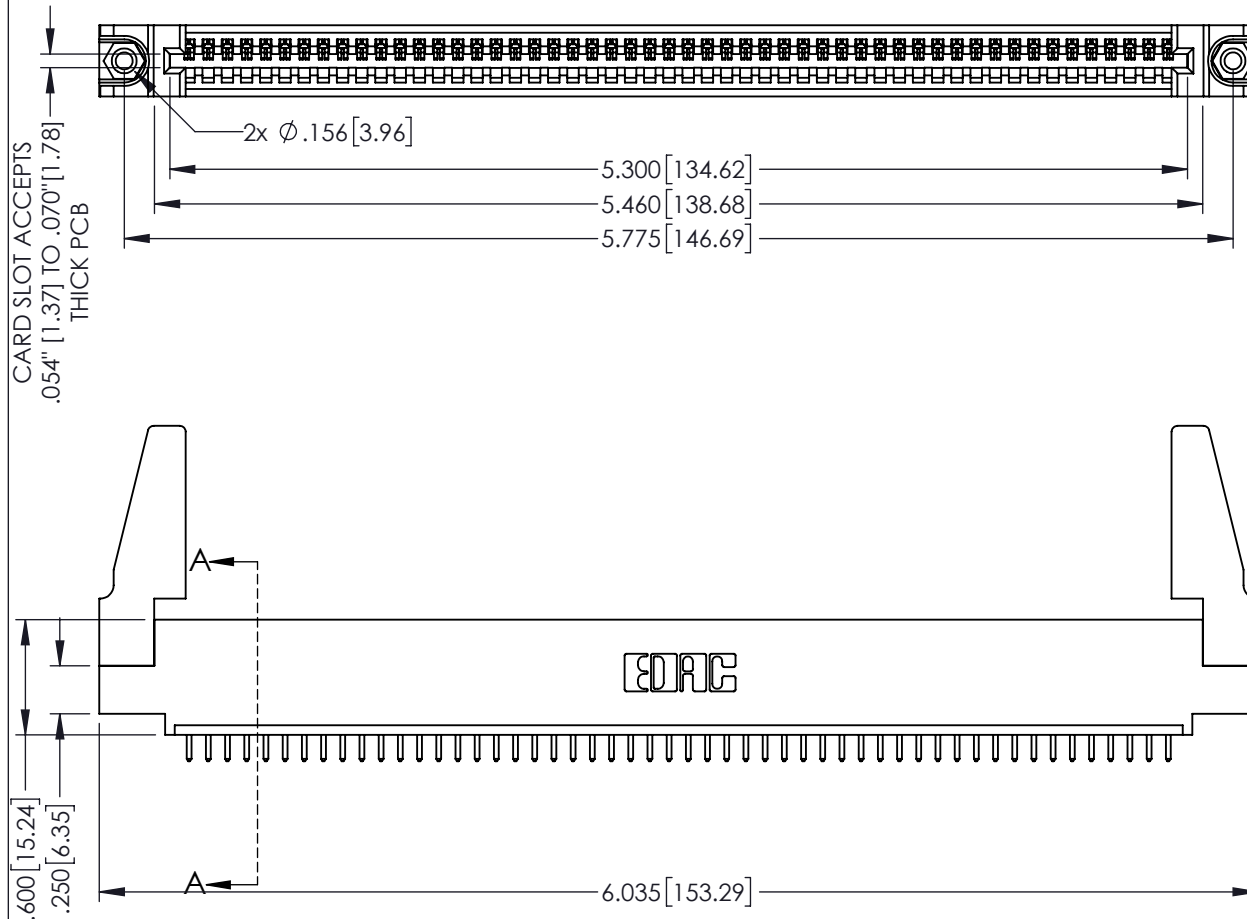 2x Ø .156[3.96]
5.300[134.62]
5.460[138.68]
5.775[146.69]
CARD SLOT ACCEPTS
.054" [1.37] TO .070"[1.78]
THICK PCB
A
EDAC
.600[15.24]
.250[6.35]
A
6.035[153.29]